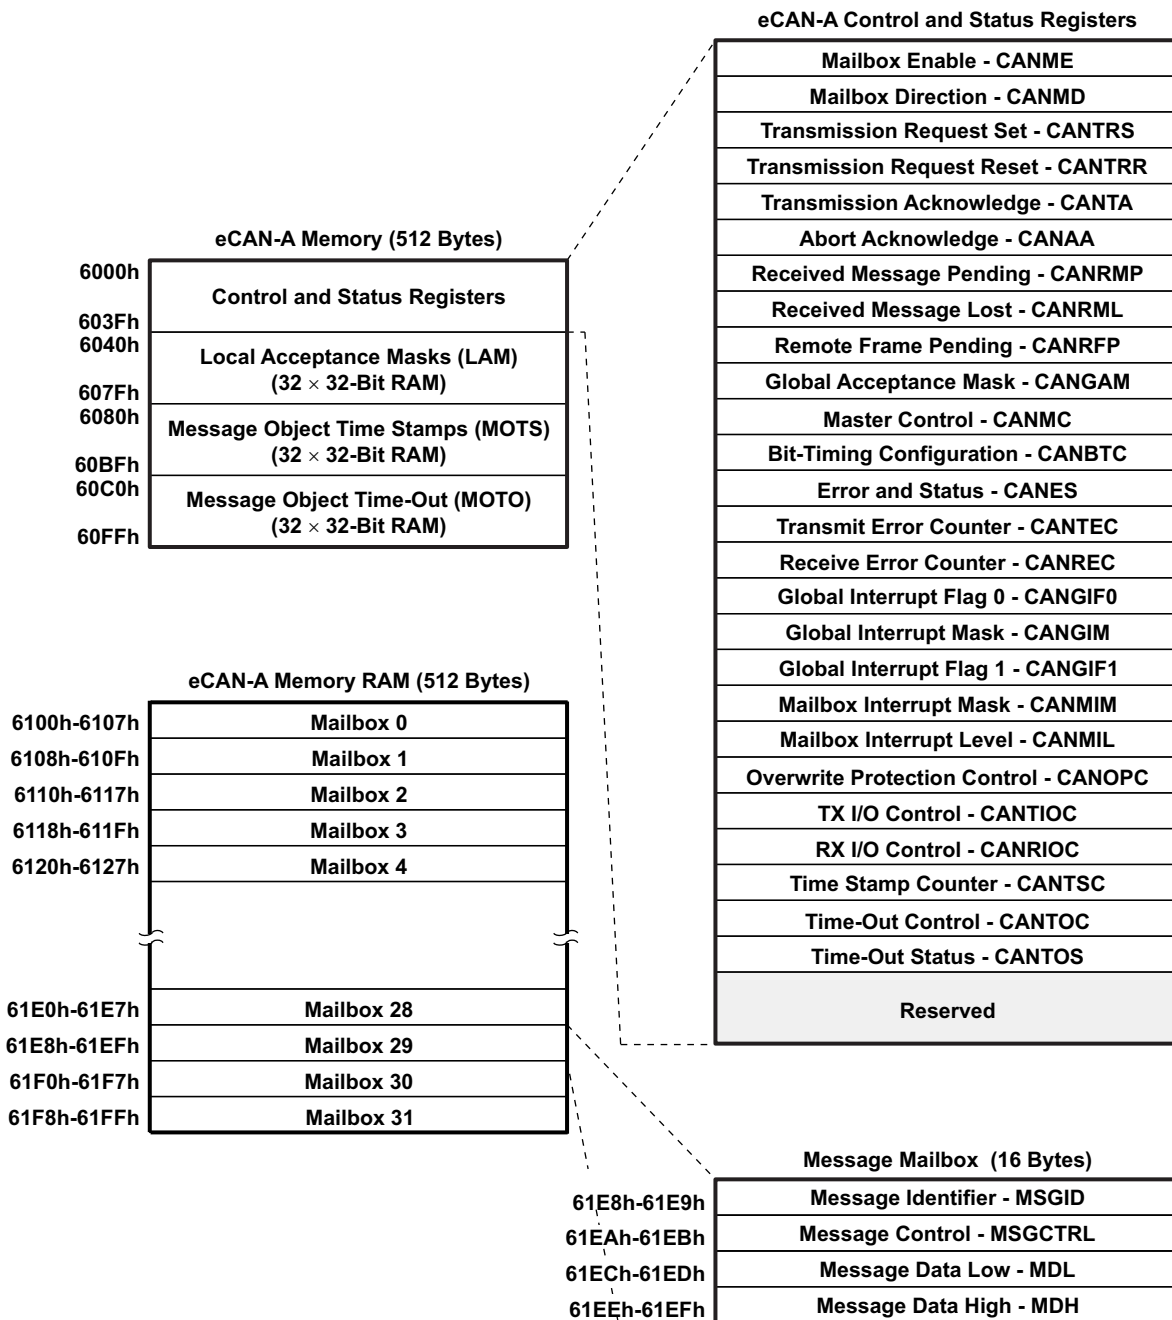 eCAN-A Control and Status Registers
Mailbox Enable - CANME
Mailbox Direction - CANMD
Transmission Request Set - CANTRS
Transmission Request Reset - CANTRR
Transmission Acknowledge - CANTA
Abort Acknowledge - CANAA
Received Message Pending - CANRMP
Received Message Lost - CANRML
Remote Frame Pending - CANRFP
Global Acceptance Mask - CANGAM
Master Control - CANMC
Bit-Timing Configuration - CANBTC
Error and Status - CANES
Transmit Error Counter - CANTEC
Receive Error Counter - CANREC
Global Interrupt Flag 0 - CANGIF0
Global Interrupt Mask - CANGIM
Global Interrupt Flag 1 - CANGIF1
Mailbox Interrupt Mask - CANMIM
Mailbox Interrupt Level - CANMIL
Overwrite Protection Control - CANOPC
TX I/O Control - CANTIOC
RX I/O Control - CANRIOC
Time Stamp Counter - CANTSC
Time-Out Control - CANTOC
Time-Out Status - CANTOS
Reserved
eCAN-A Memory (512 Bytes)
6000h
Control and Status Registers
603Fh
6040h
Local Acceptance Masks (LAM)
(32 × 32-Bit RAM)
607Fh
6080h
Message Object Time Stamps (MOTS)
(32 × 32-Bit RAM)
60BFh
60C0h
Message Object Time-Out (MOTO)
(32 × 32-Bit RAM)
60FFh
eCAN-A Memory RAM (512 Bytes)
6100h-6107h Mailbox 0
6108h-610Fh Mailbox 1
6110h-6117h Mailbox 2
6118h-611Fh Mailbox 3
6120h-6127h Mailbox 4
61E0h-61E7h Mailbox 28
61E8h-61EFh Mailbox 29
61F0h-61F7h Mailbox 30
61F8h-61FFh Mailbox 31
Message Mailbox (16 Bytes)
61E8h-61E9h Message Identifier - MSGID
61EAh-61EBh Message Control - MSGCTRL
61ECh-61EDh Message Data Low - MDL
61EEh-61EFh Message Data High - MDH